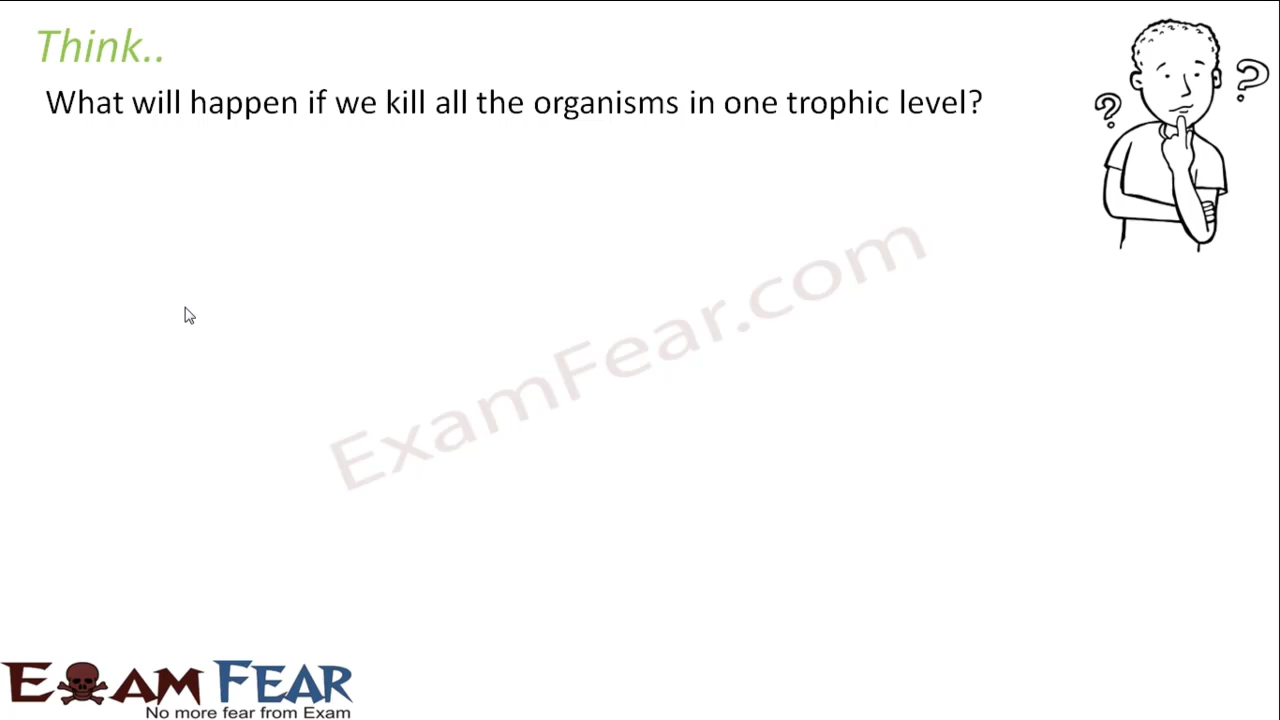 Think..
What will happen if we kill all the organisms in one trophic level?
? ?
ExamFear.com
EXAM FEAR
No more fear from Exam